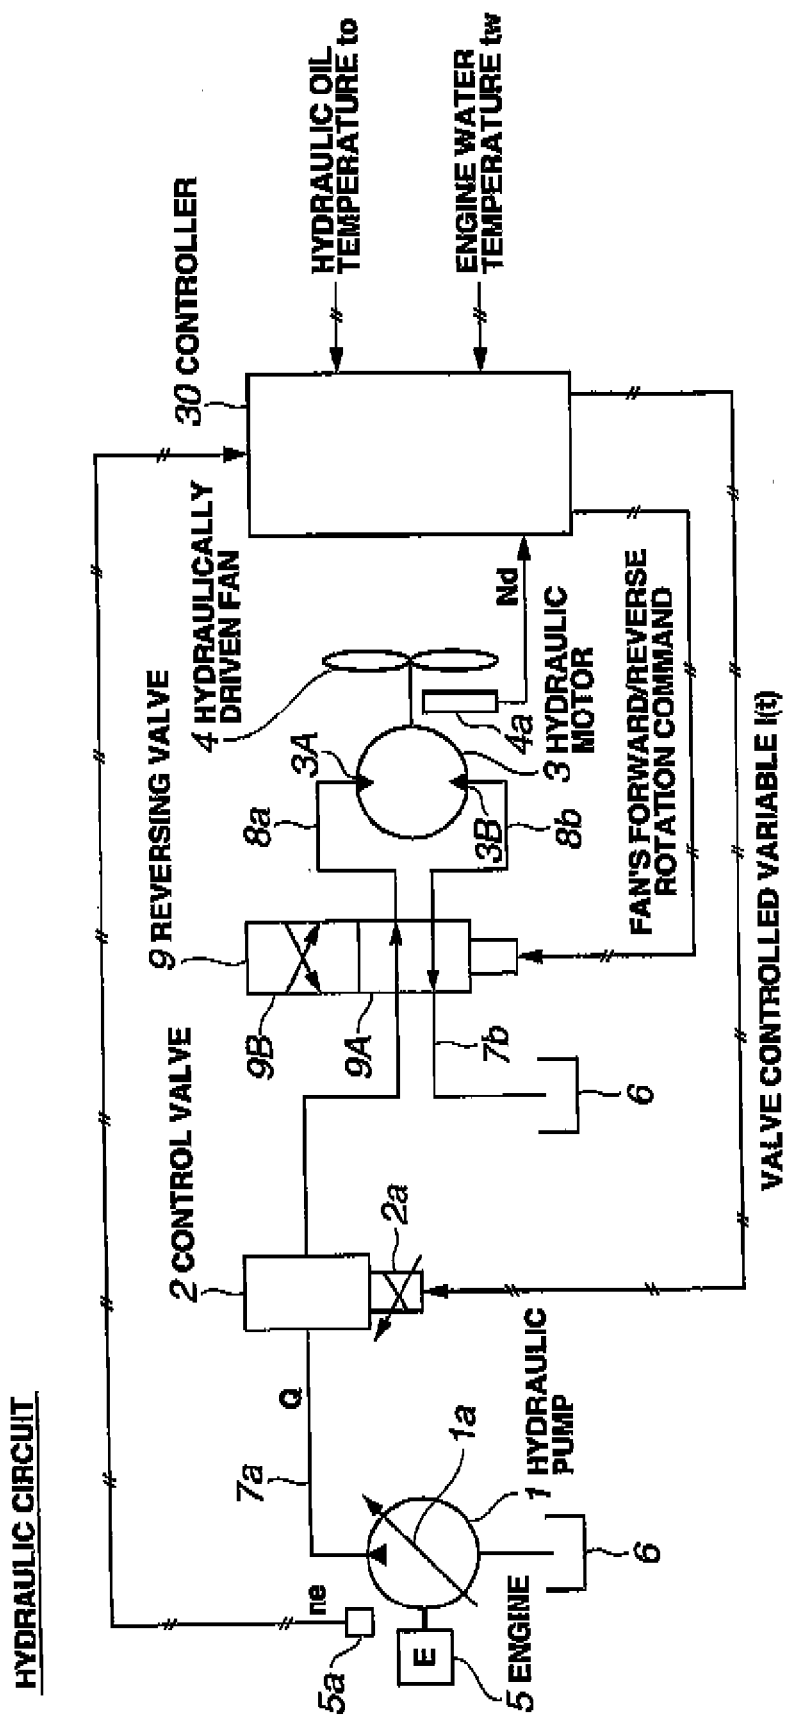 HYDRAULIC CIRCUIT
30 CONTROLLER
HYDRAULIC OIL
TEMPERATURE to
ENGINE WATER
TEMPERATURE tw
4 HYDRAULICALLY
DRIVEN FAN
9 REVERSING VALVE
2 CONTROL VALVE
9B
9A
8a
3A
3B
8b
4a
Nd
3 HYDRAULIC
MOTOR
7b
6
2a
Q
7a
1a
1 HYDRAULIC
PUMP
6
ne
5a
E
5 ENGINE
FAN'S FORWARD/REVERSE
ROTATION COMMAND
VALVE CONTROLLED VARIABLE I(t)